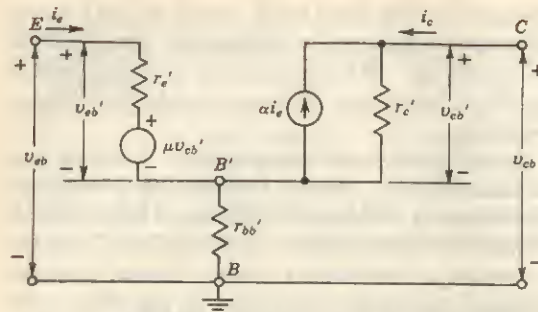 E
i_e
i_c
C
+
+
+
+
r_e'
r_c'
v_eb'
αi_e
v_cb'
+
v_eb
μv_cb'
v_cb
−
−
B'
−
r_bb'
−
B
−